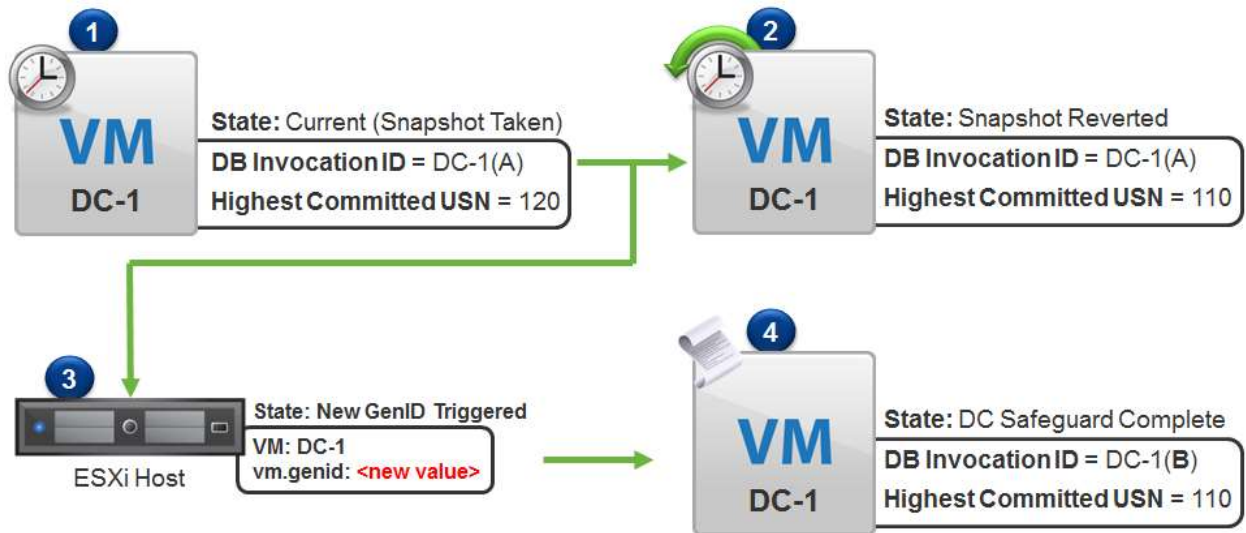 1
VM
DC-1
State: Current (Snapshot Taken)
DB Invocation ID = DC-1(A)
Highest Committed USN = 120
2
VM
DC-1
State: Snapshot Reverted
DB Invocation ID = DC-1(A)
Highest Committed USN = 110
3
ESXi Host
State: New GenID Triggered
VM: DC-1
vm.genid: <new value>
4
VM
DC-1
State: DC Safeguard Complete
DB Invocation ID = DC-1(B)
Highest Committed USN = 110